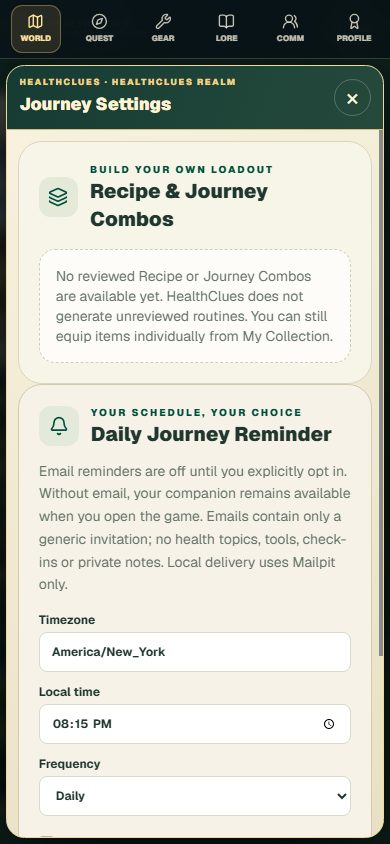 WORLD
QUEST
GEAR
LORE
COMM
PROFILE
HEALTHCLUES · HEALTHCLUES REALM
Journey Settings
BUILD YOUR OWN LOADOUT
Recipe & Journey
Combos
No reviewed Recipe or Journey Combos
are available yet. HealthClues does not
generate unreviewed routines. You can still
equip items individually from My Collection.
YOUR SCHEDULE, YOUR CHOICE
Daily Journey Reminder
Email reminders are off until you explicitly opt in.
Without email, your companion remains available
when you open the game. Emails contain only a
generic invitation; no health topics, tools, check-
ins or private notes. Local delivery uses Mailpit
only.
Timezone
America/New_York
Local time
08:15 PM
Frequency
Daily